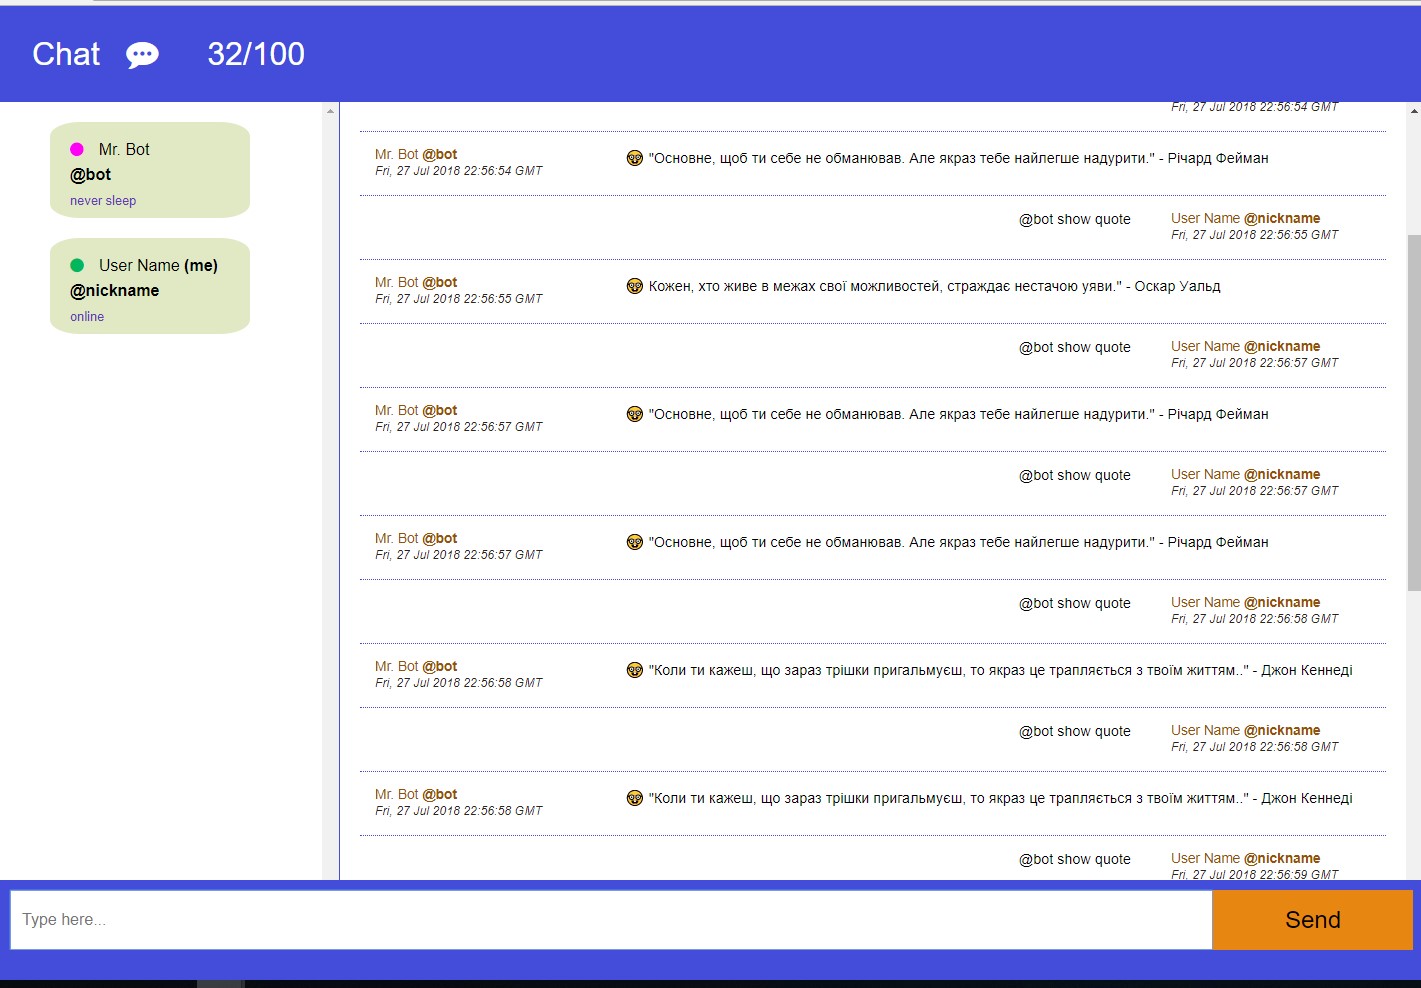 Chat 32/100
Mr. Bot
@bot
never sleep
User Name (me)
@nickname
online
Fri, 27 Jul 2018 22:56:54 GMT
Mr. Bot @bot
Fri, 27 Jul 2018 22:56:54 GMT
"Основне, щоб ти себе не обманював. Але якраз тебе найлегше надурити." - Річард Фейман
@bot show quote
User Name @nickname
Fri, 27 Jul 2018 22:56:55 GMT
Mr. Bot @bot
Fri, 27 Jul 2018 22:56:55 GMT
Кожен, хто живе в межах свої можливостей, страждає нестачою уяви." - Оскар Уальд
@bot show quote
User Name @nickname
Fri, 27 Jul 2018 22:56:57 GMT
Mr. Bot @bot
Fri, 27 Jul 2018 22:56:57 GMT
"Основне, щоб ти себе не обманював. Але якраз тебе найлегше надурити." - Річард Фейман
@bot show quote
User Name @nickname
Fri, 27 Jul 2018 22:56:57 GMT
Mr. Bot @bot
Fri, 27 Jul 2018 22:56:57 GMT
"Основне, щоб ти себе не обманював. Але якраз тебе найлегше надурити." - Річард Фейман
@bot show quote
User Name @nickname
Fri, 27 Jul 2018 22:56:58 GMT
Mr. Bot @bot
Fri, 27 Jul 2018 22:56:58 GMT
"Коли ти кажеш, що зараз трішки пригальмуєш, то якраз це трапляється з твоїм життям.." - Джон Кеннеді
@bot show quote
User Name @nickname
Fri, 27 Jul 2018 22:56:58 GMT
Mr. Bot @bot
Fri, 27 Jul 2018 22:56:58 GMT
"Коли ти кажеш, що зараз трішки пригальмуєш, то якраз це трапляється з твоїм життям.." - Джон Кеннеді
@bot show quote
User Name @nickname
Fri, 27 Jul 2018 22:56:59 GMT
Type here...
Send